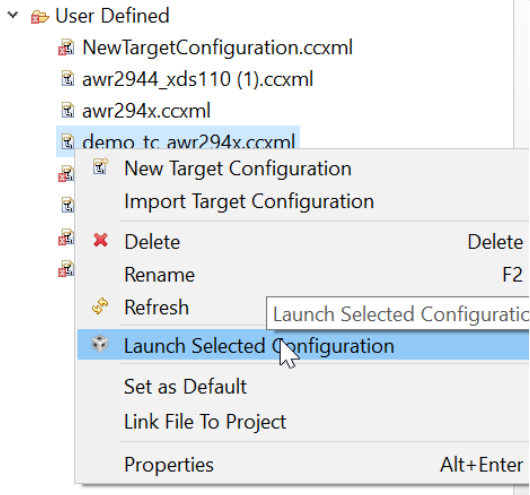 User Defined
NewTargetConfiguration.ccxml
awr2944_xds110 (1).ccxml
awr294x.ccxml
demo_tc_awr294x.ccxml
New Target Configuration
Import Target Configuration
Delete Delete
Rename F2
Refresh
Launch Selected Configuratio
Launch Selected Configuration
Set as Default
Link File To Project
Properties Alt+Enter